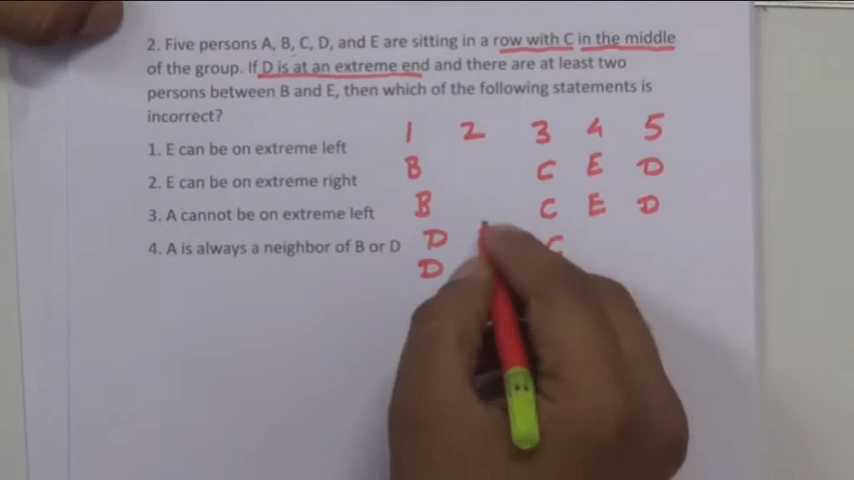 2. Five persons A, B, C, D, and E are sitting in a row with C in the middle
of the group. If D is at an extreme end and there are at least two
persons between B and E, then which of the following statements is
incorrect?
1. E can be on extreme left
2. E can be on extreme right
3. A cannot be on extreme left
4. A is always a neighbor of B or D
1 2 3 4 5
B C E D
B C E D
D C
D